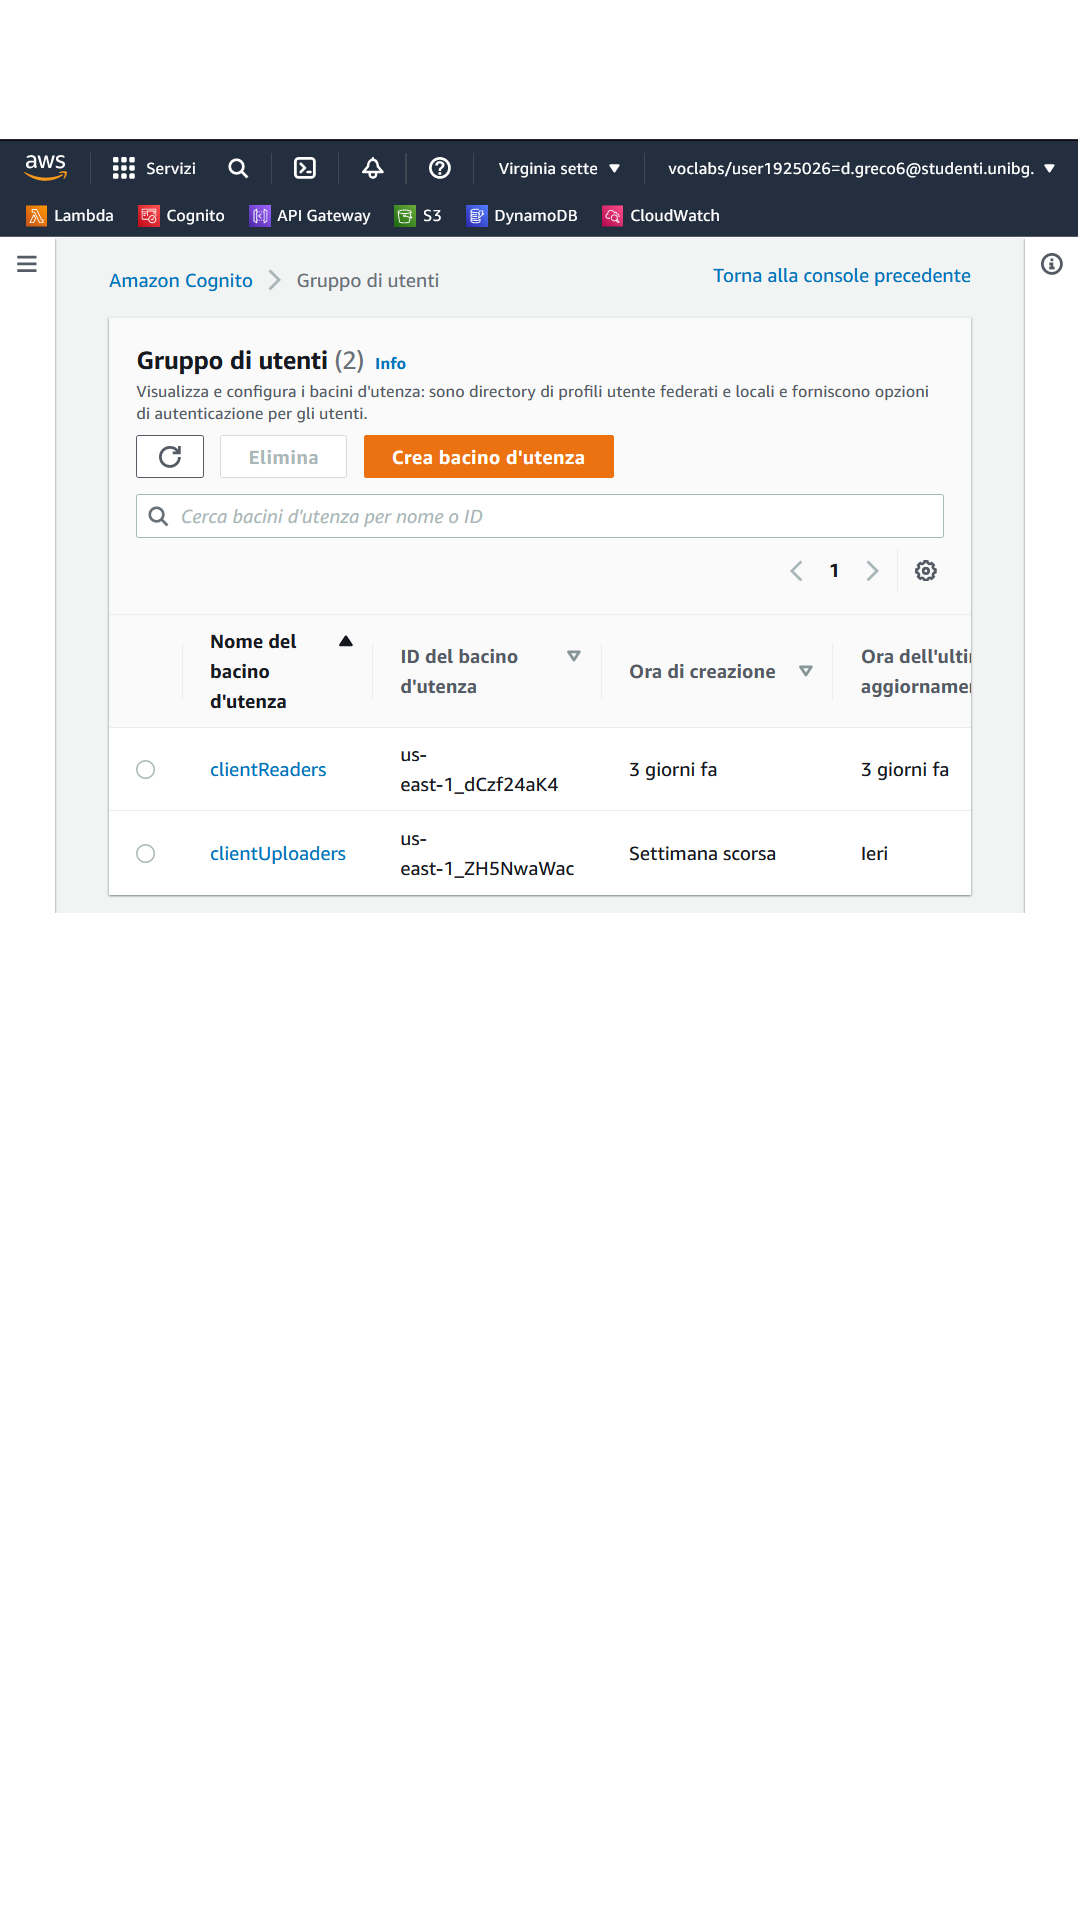 aws
Servizi
Virginia sette
voclabs/user1925026=d.greco6@studenti.unibg.
Lambda
Cognito
API Gateway
S3
DynamoDB
CloudWatch
Amazon Cognito
Gruppo di utenti
Torna alla console precedente
Gruppo di utenti (2) Info
Visualizza e configura i bacini d'utenza: sono directory di profili utente federati e locali e forniscono opzioni
di autenticazione per gli utenti.
Elimina
Crea bacino d'utenza
Cerca bacini d'utenza per nome o ID
1
Nome del
bacino
d'utenza
ID del bacino
d'utenza
Ora di creazione
Ora dell'ulti
aggiorname
clientReaders
us-
east-1_dCzf24aK4
3 giorni fa
3 giorni fa
clientUploaders
us-
east-1_ZH5NwaWac
Settimana scorsa
Ieri